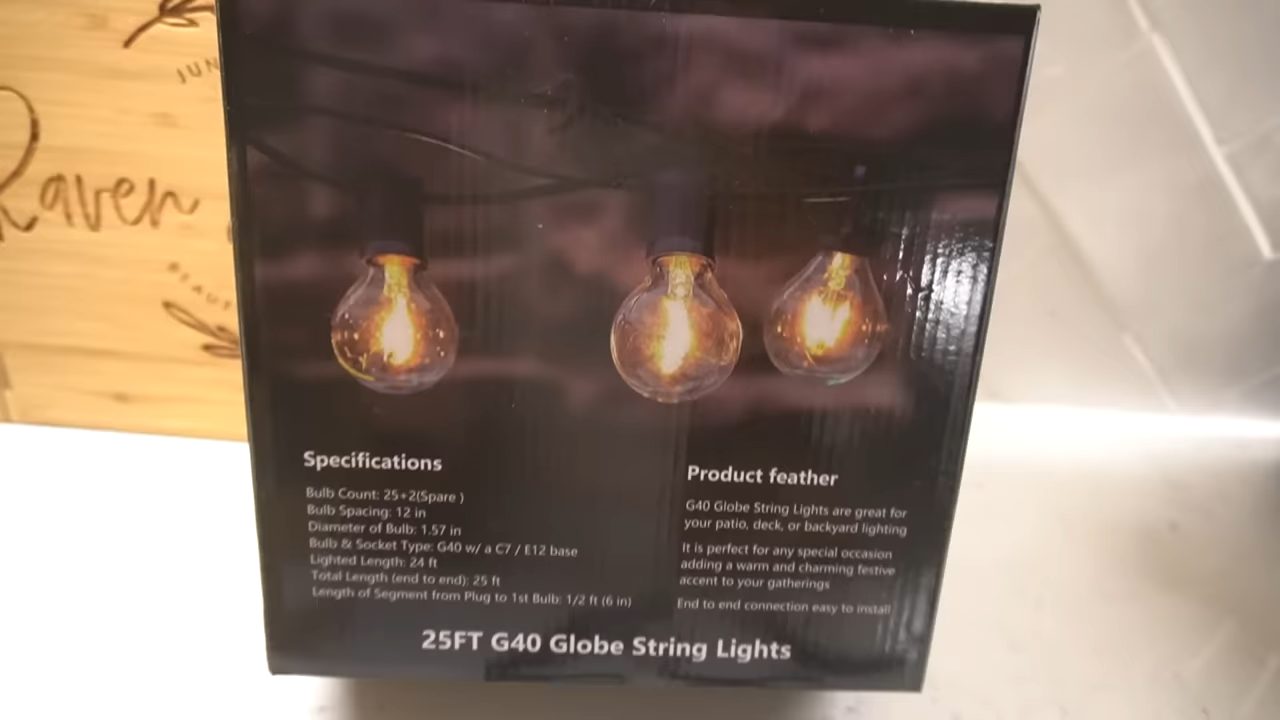 JUN
Raven
BEAUT
Specifications
Bulb Count: 25+2(Spare )
Bulb Spacing: 12 in
Diameter of Bulb: 1.57 in
Bulb & Socket Type: G40 w/ a C7 / E12 base
Lighted Length: 24 ft
Total Length (end to end): 25 ft
Length of Segment from Plug to 1st Bulb: 1/2 ft (6 in)
Product feather
G40 Globe String Lights are great for
your patio, deck, or backyard lighting
It is perfect for any special occasion
adding a warm and charming festive
accent to your gatherings
End to end connection easy to install
25FT G40 Globe String Lights